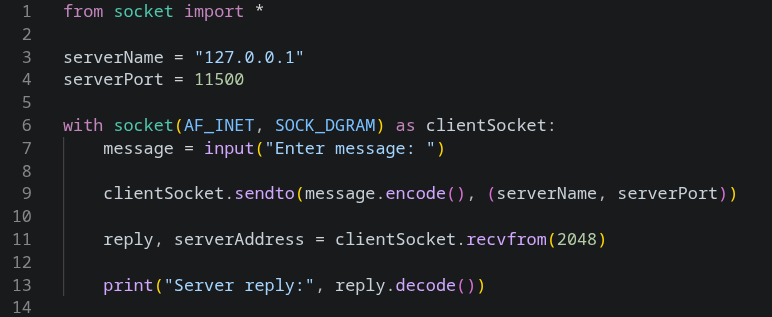 1 from socket import *
2
3 serverName = "127.0.0.1"
4 serverPort = 11500
5
6 with socket(AF_INET, SOCK_DGRAM) as clientSocket:
7     message = input("Enter message: ")
8
9     clientSocket.sendto(message.encode(), (serverName, serverPort))
10
11     reply, serverAddress = clientSocket.recvfrom(2048)
12
13     print("Server reply:", reply.decode())
14